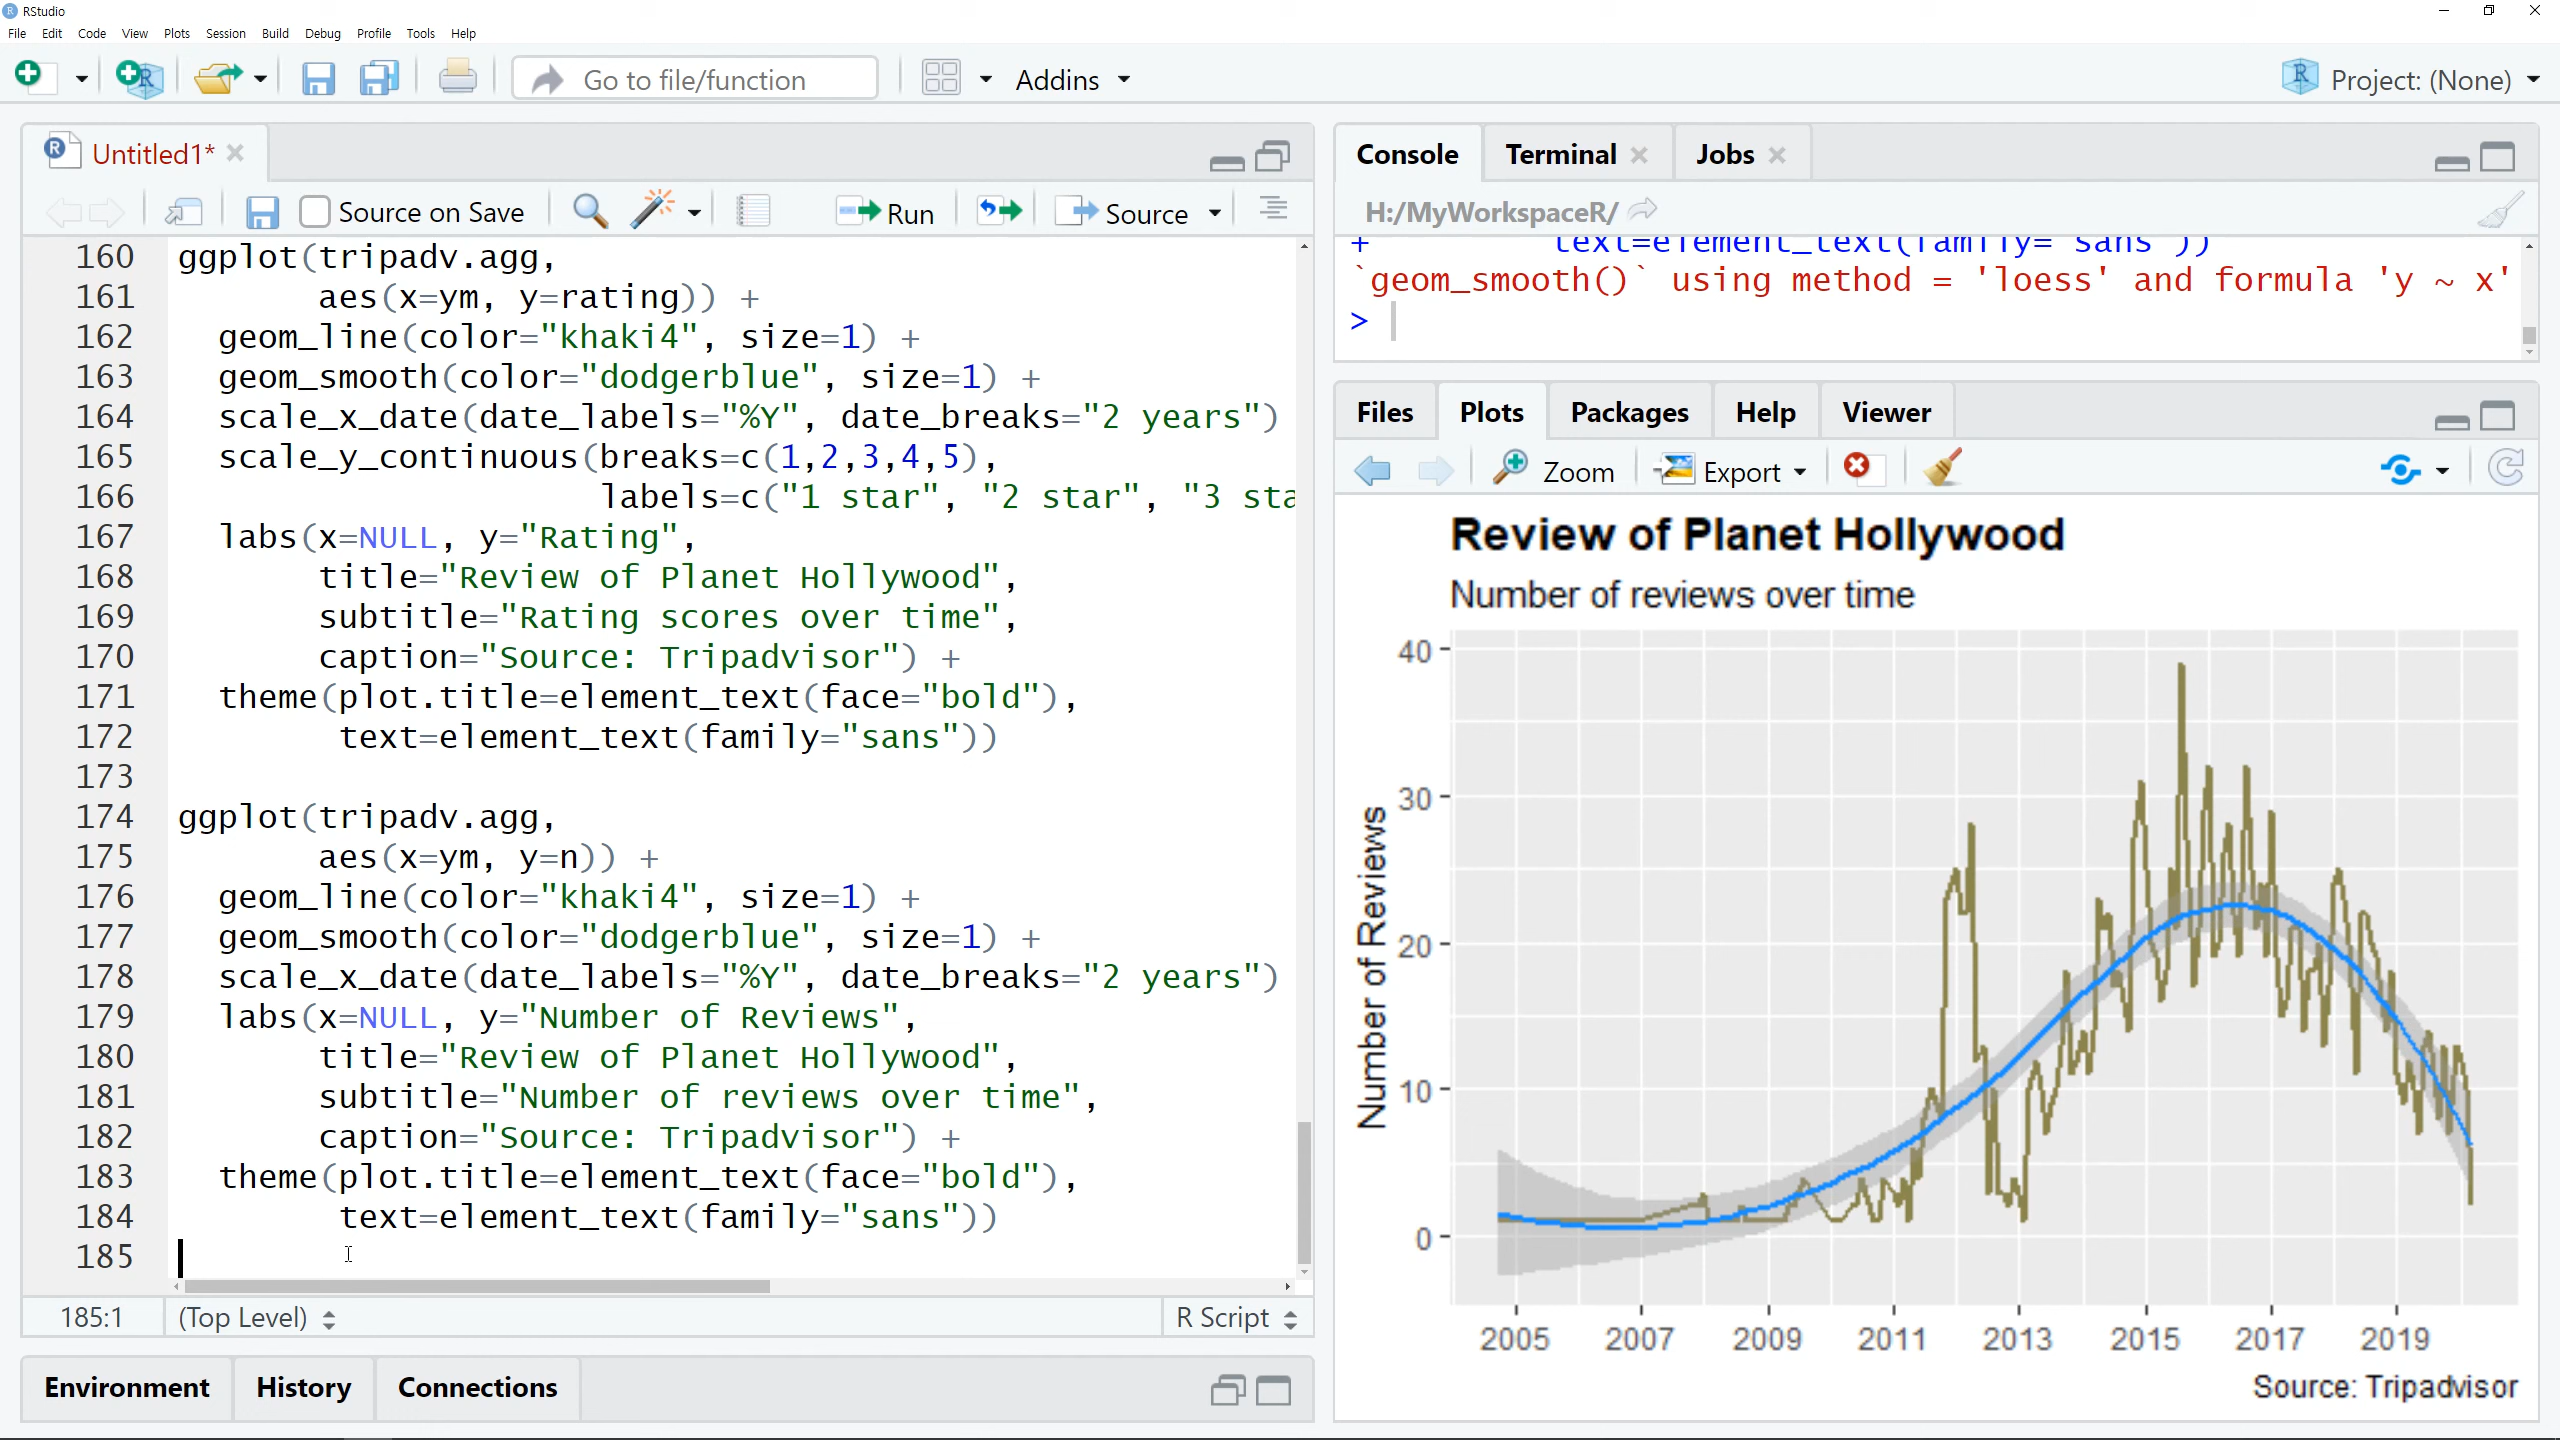 RStudio
File Edit Code View Plots Session Build Debug Profile Tools Help
Go to file/function Addins Project: (None)
Untitled1*
Source on Save Run Source
160 ggplot(tripadv.agg,
161 aes(x=ym, y=rating)) +
162 geom_line(color="khaki4", size=1) +
163 geom_smooth(color="dodgerblue", size=1) +
164 scale_x_date(date_labels="%Y", date_breaks="2 years")
165 scale_y_continuous(breaks=c(1,2,3,4,5),
166 labels=c("1 star", "2 star", "3 sta
167 labs(x=NULL, y="Rating",
168 title="Review of Planet Hollywood",
169 subtitle="Rating scores over time",
170 caption="Source: Tripadvisor") +
171 theme(plot.title=element_text(face="bold"),
172 text=element_text(family="sans"))
173
174 ggplot(tripadv.agg,
175 aes(x=ym, y=n)) +
176 geom_line(color="khaki4", size=1) +
177 geom_smooth(color="dodgerblue", size=1) +
178 scale_x_date(date_labels="%Y", date_breaks="2 years")
179 labs(x=NULL, y="Number of Reviews",
180 title="Review of Planet Hollywood",
181 subtitle="Number of reviews over time",
182 caption="Source: Tripadvisor") +
183 theme(plot.title=element_text(face="bold"),
184 text=element_text(family="sans"))
185
185:1 (Top Level) R Script
Environment History Connections
Console Terminal Jobs
H:/MyWorkspaceR/
+ text=element_text(family="sans"))
`geom_smooth()` using method = 'loess' and formula 'y ~ x'
>
Files Plots Packages Help Viewer
Zoom Export
Review of Planet Hollywood
Number of reviews over time
Number of Reviews
40
30
20
10
0
2005 2007 2009 2011 2013 2015 2017 2019
Source: Tripadvisor